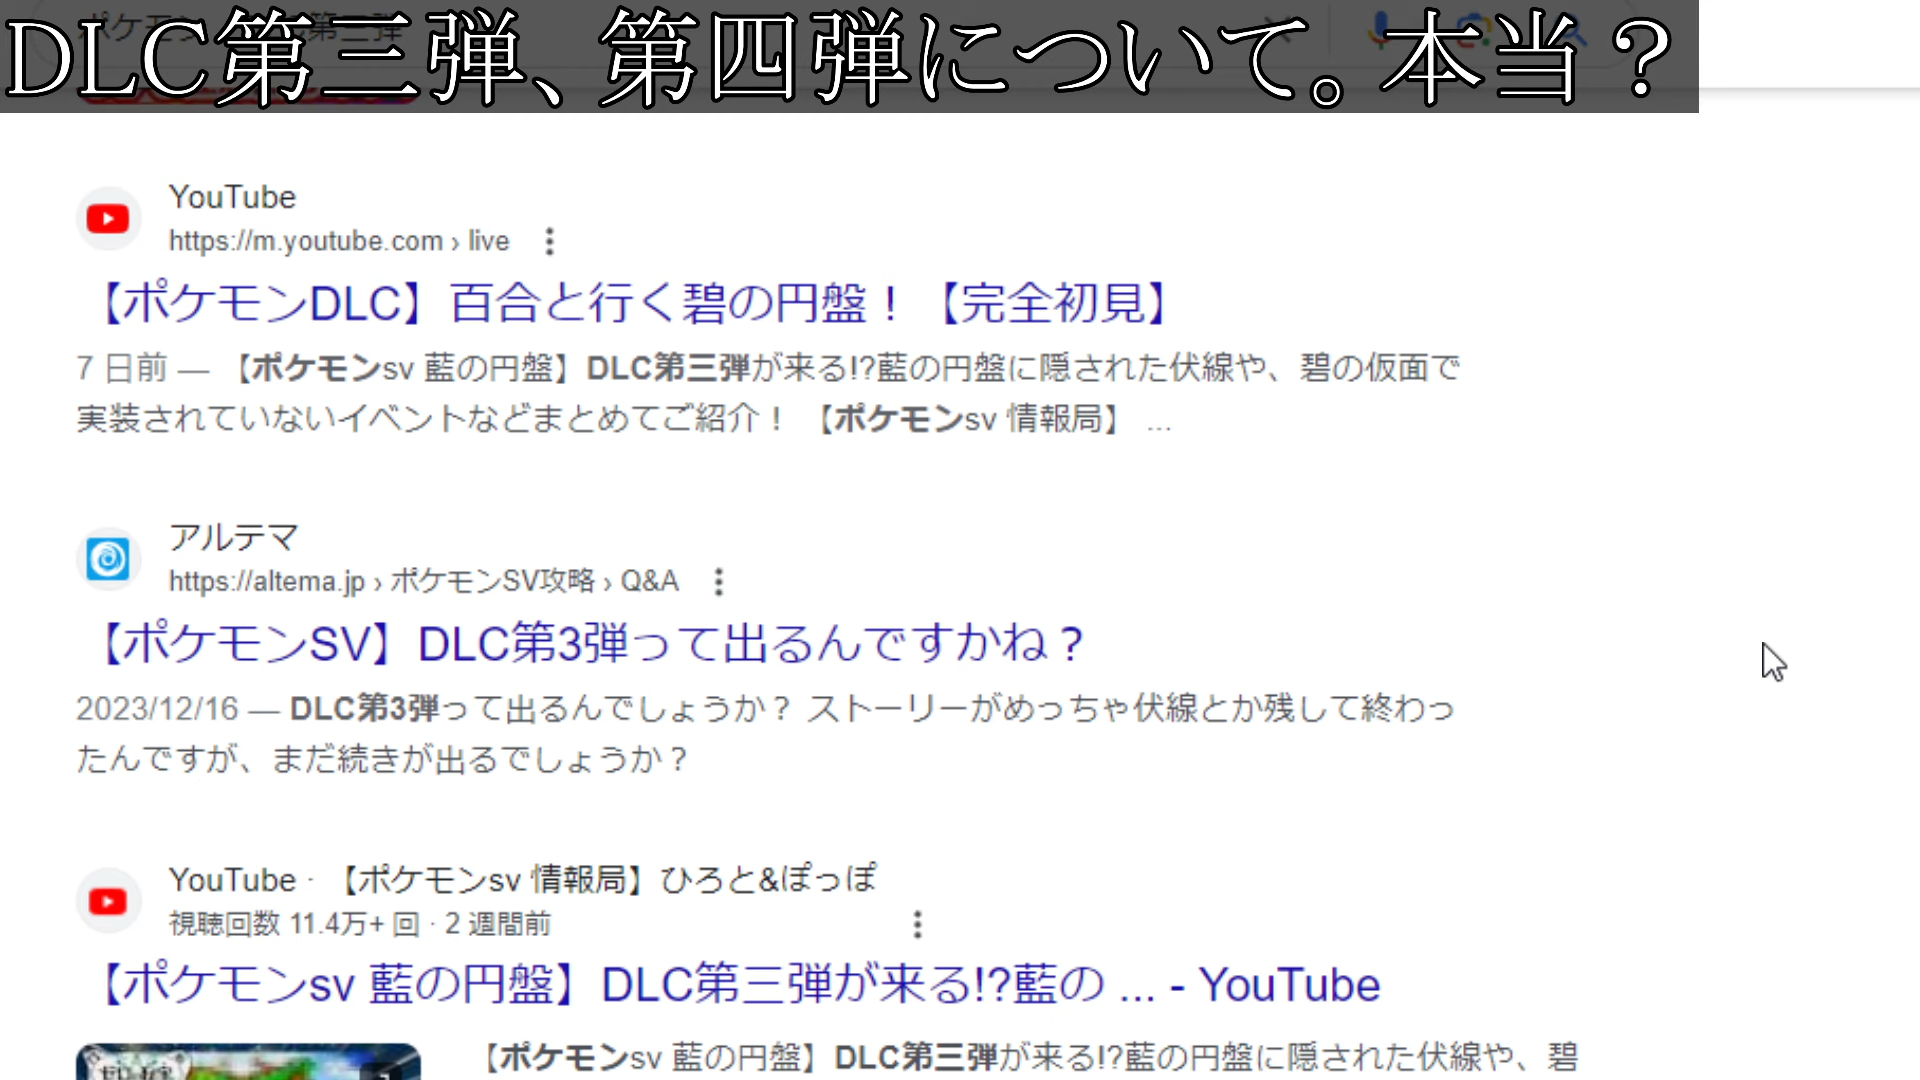 DLC第三弾、第四弾について。本当？
YouTube
https://m.youtube.com › live
【ポケモンDLC】百合と行く碧の円盤！【完全初見】
7 日前 — 【ポケモンsv 藍の円盤】DLC第三弾が来る!?藍の円盤に隠された伏線や、碧の仮面で
実装されていないイベントなどまとめてご紹介！ 【ポケモンsv 情報局】 ...
アルテマ
https://altema.jp › ポケモンSV攻略 › Q&A
【ポケモンSV】DLC第3弾って出るんですかね？
2023/12/16 — DLC第3弾って出るんでしょうか？ ストーリーがめっちゃ伏線とか残して終わっ
たんですが、まだ続きが出るでしょうか？
YouTube · 【ポケモンsv 情報局】ひろと&ぽっぽ
視聴回数 11.4万+ 回 · 2 週間前
【ポケモンsv 藍の円盤】DLC第三弾が来る!?藍の ... - YouTube
【ポケモンsv 藍の円盤】DLC第三弾が来る!?藍の円盤に隠された伏線や、碧